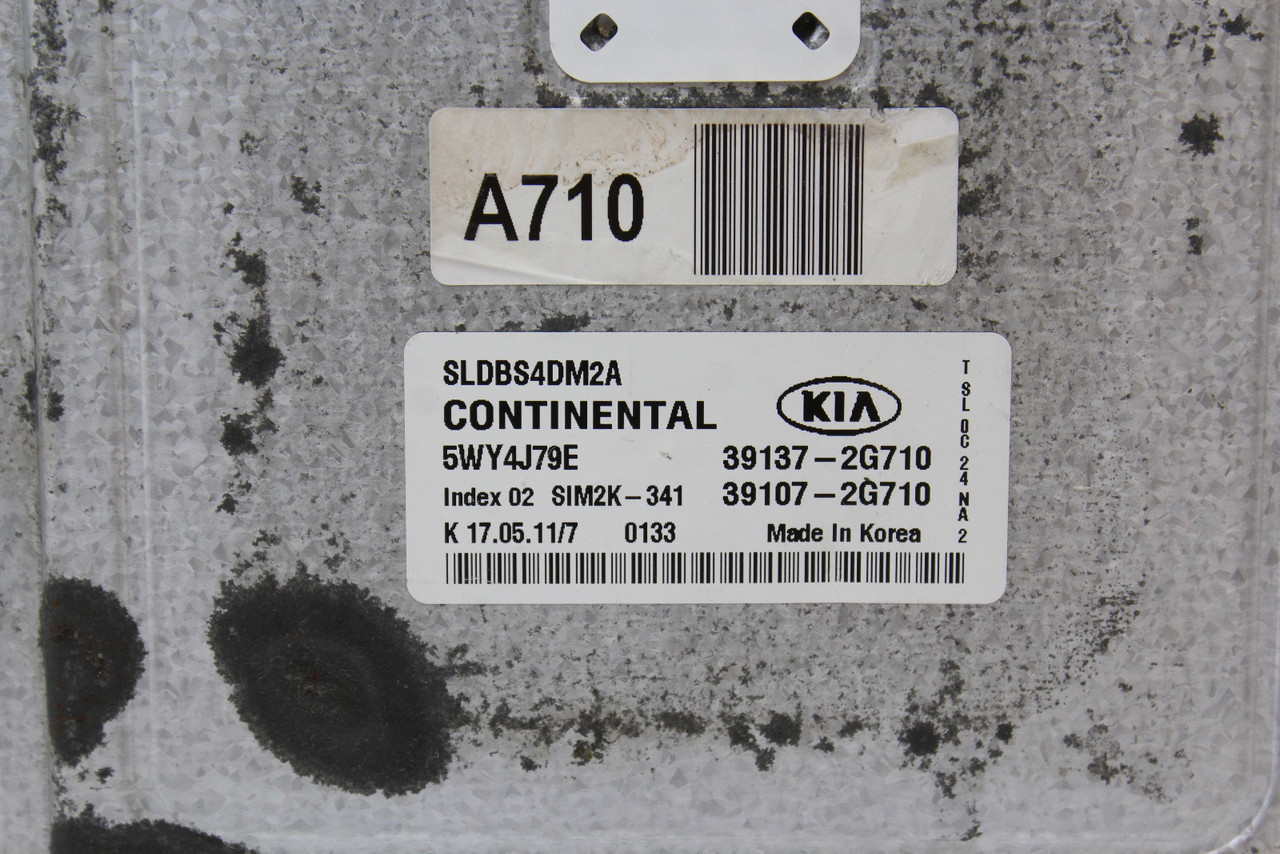 A710
SLDBS4DM2A
CONTINENTAL KIA
5WY4J79E 39137-2G710
Index 02 SIM2K-341 39107-2G710
K 17.05.11/7 0133 Made In Korea
T SL0C 24 NA 2